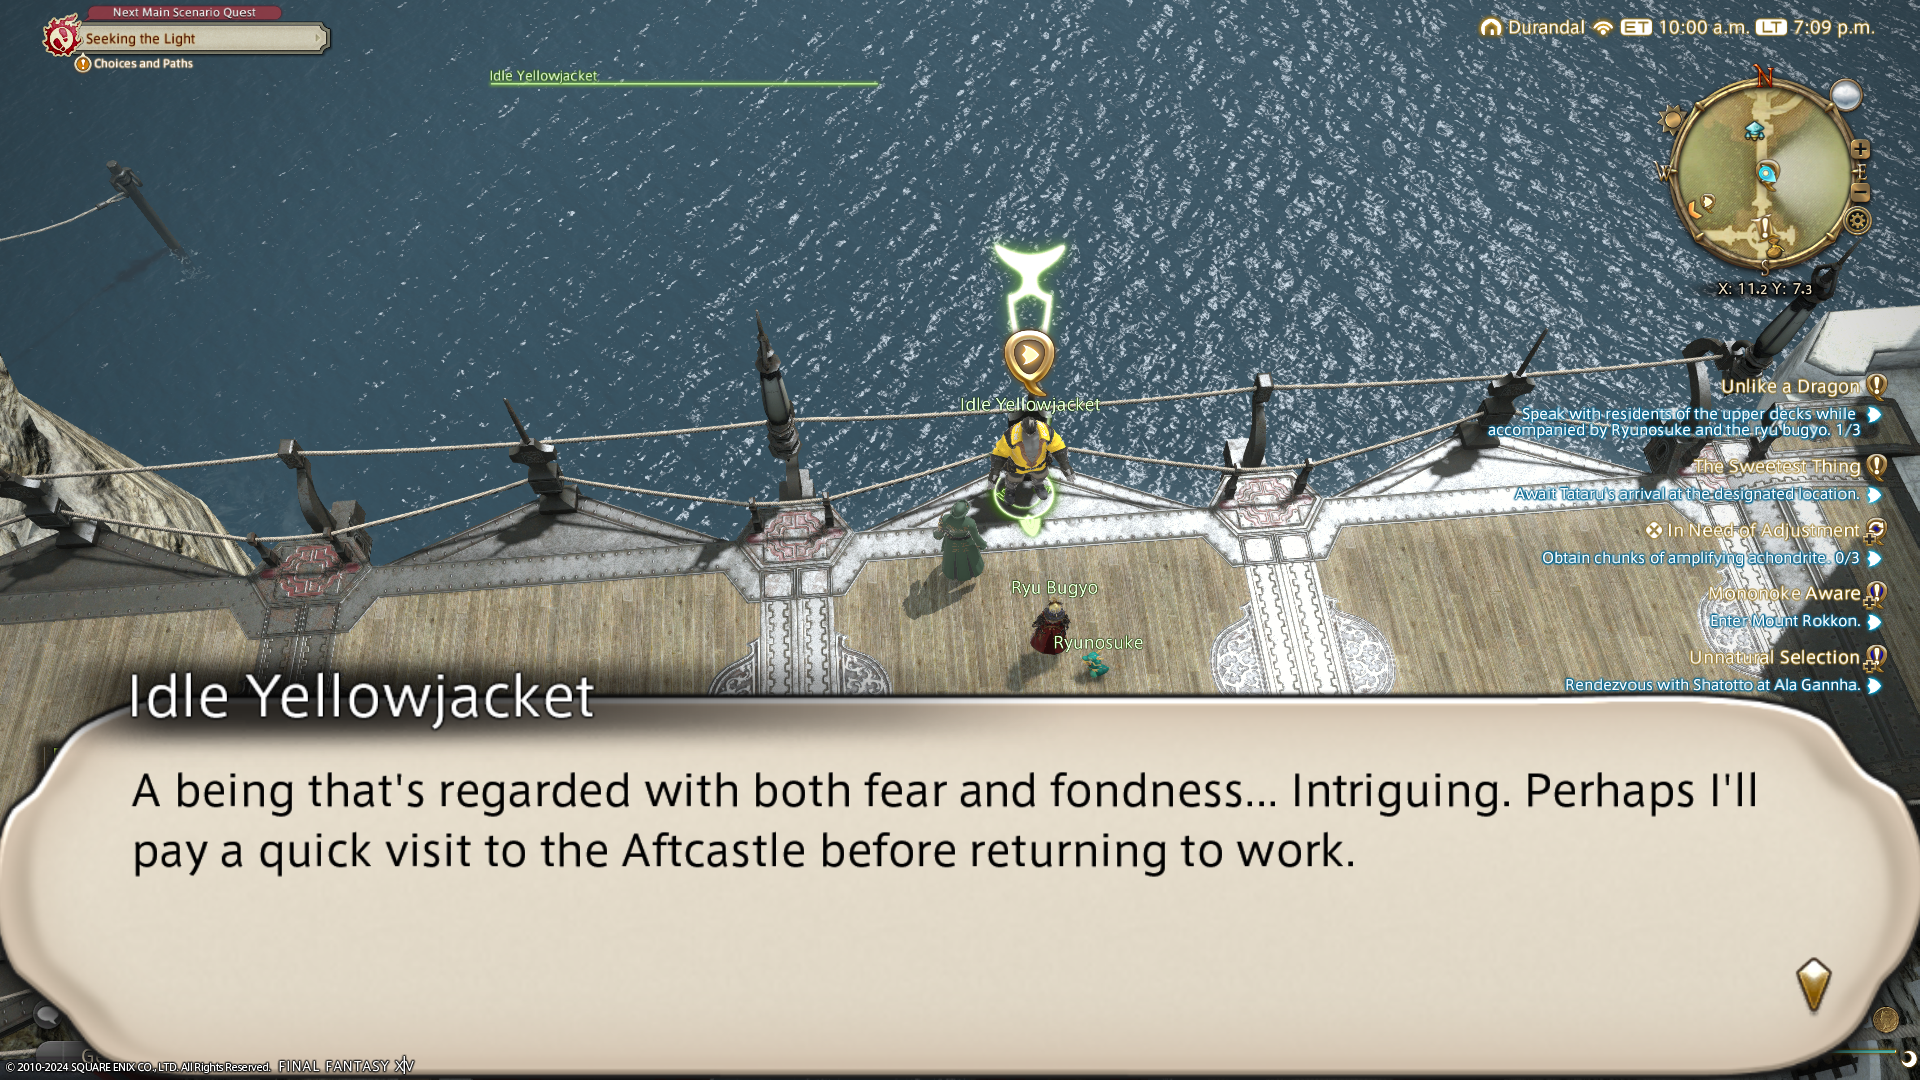 Next Main Scenario Quest
Seeking the Light
Choices and Paths
Idle Yellowjacket
Durandal ET 10:00 a.m. LT 7:09 p.m.
N
W
E
S
X: 11.2 Y: 7.3
Unlike a Dragon
Speak with residents of the upper decks while
accompanied by Ryunosuke and the ryu bugyo. 1/3
The Sweetest Thing
Await Tataru's arrival at the designated location.
In Need of Adjustment
Obtain chunks of amplifying achondrite. 0/3
Mononoke Aware
Enter Mount Rokkon.
Unnatural Selection
Rendezvous with Shatotto at Ala Gannha.
Idle Yellowjacket
Ryu Bugyo
Ryunosuke
Idle Yellowjacket
A being that's regarded with both fear and fondness... Intriguing. Perhaps I'll
pay a quick visit to the Aftcastle before returning to work.
© 2010-2024 SQUARE ENIX CO., LTD. All Rights Reserved. FINAL FANTASY XIV